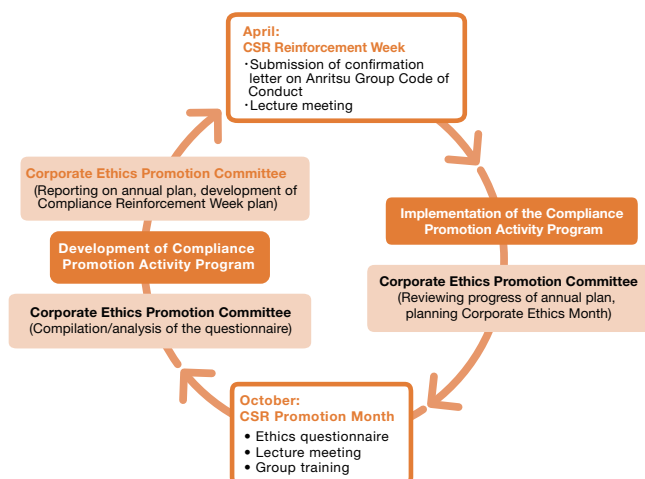 April:
CSR Reinforcement Week
・Submission of confirmation
letter on Anritsu Group Code of
Conduct
・Lecture meeting
Implementation of the Compliance
Promotion Activity Program
Corporate Ethics Promotion Committee
(Reviewing progress of annual plan,
planning Corporate Ethics Month)
October:
CSR Promotion Month
• Ethics questionnaire
• Lecture meeting
• Group training
Corporate Ethics Promotion Committee
(Compilation/analysis of the questionnaire)
Development of Compliance
Promotion Activity Program
Corporate Ethics Promotion Committee
(Reporting on annual plan, development of
Compliance Reinforcement Week plan)